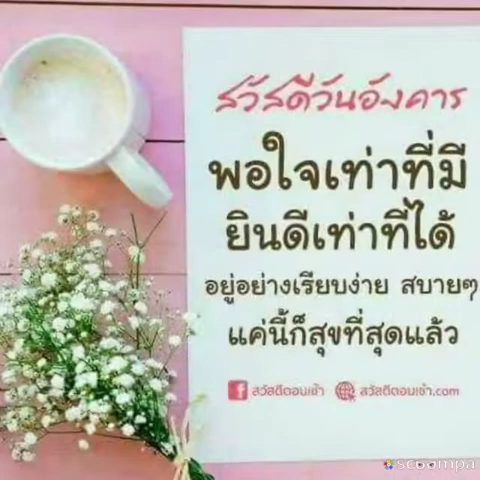 สวัสดีวันอังคาร
พอใจเท่าที่มี
ยินดีเท่าที่ได้
อยู่อย่างเรียบง่าย สบายๆ
แค่นี้ก็สุขที่สุดแล้ว
สวัสดีตอนเช้า สวัสดีตอนเช้า.com
scoompa